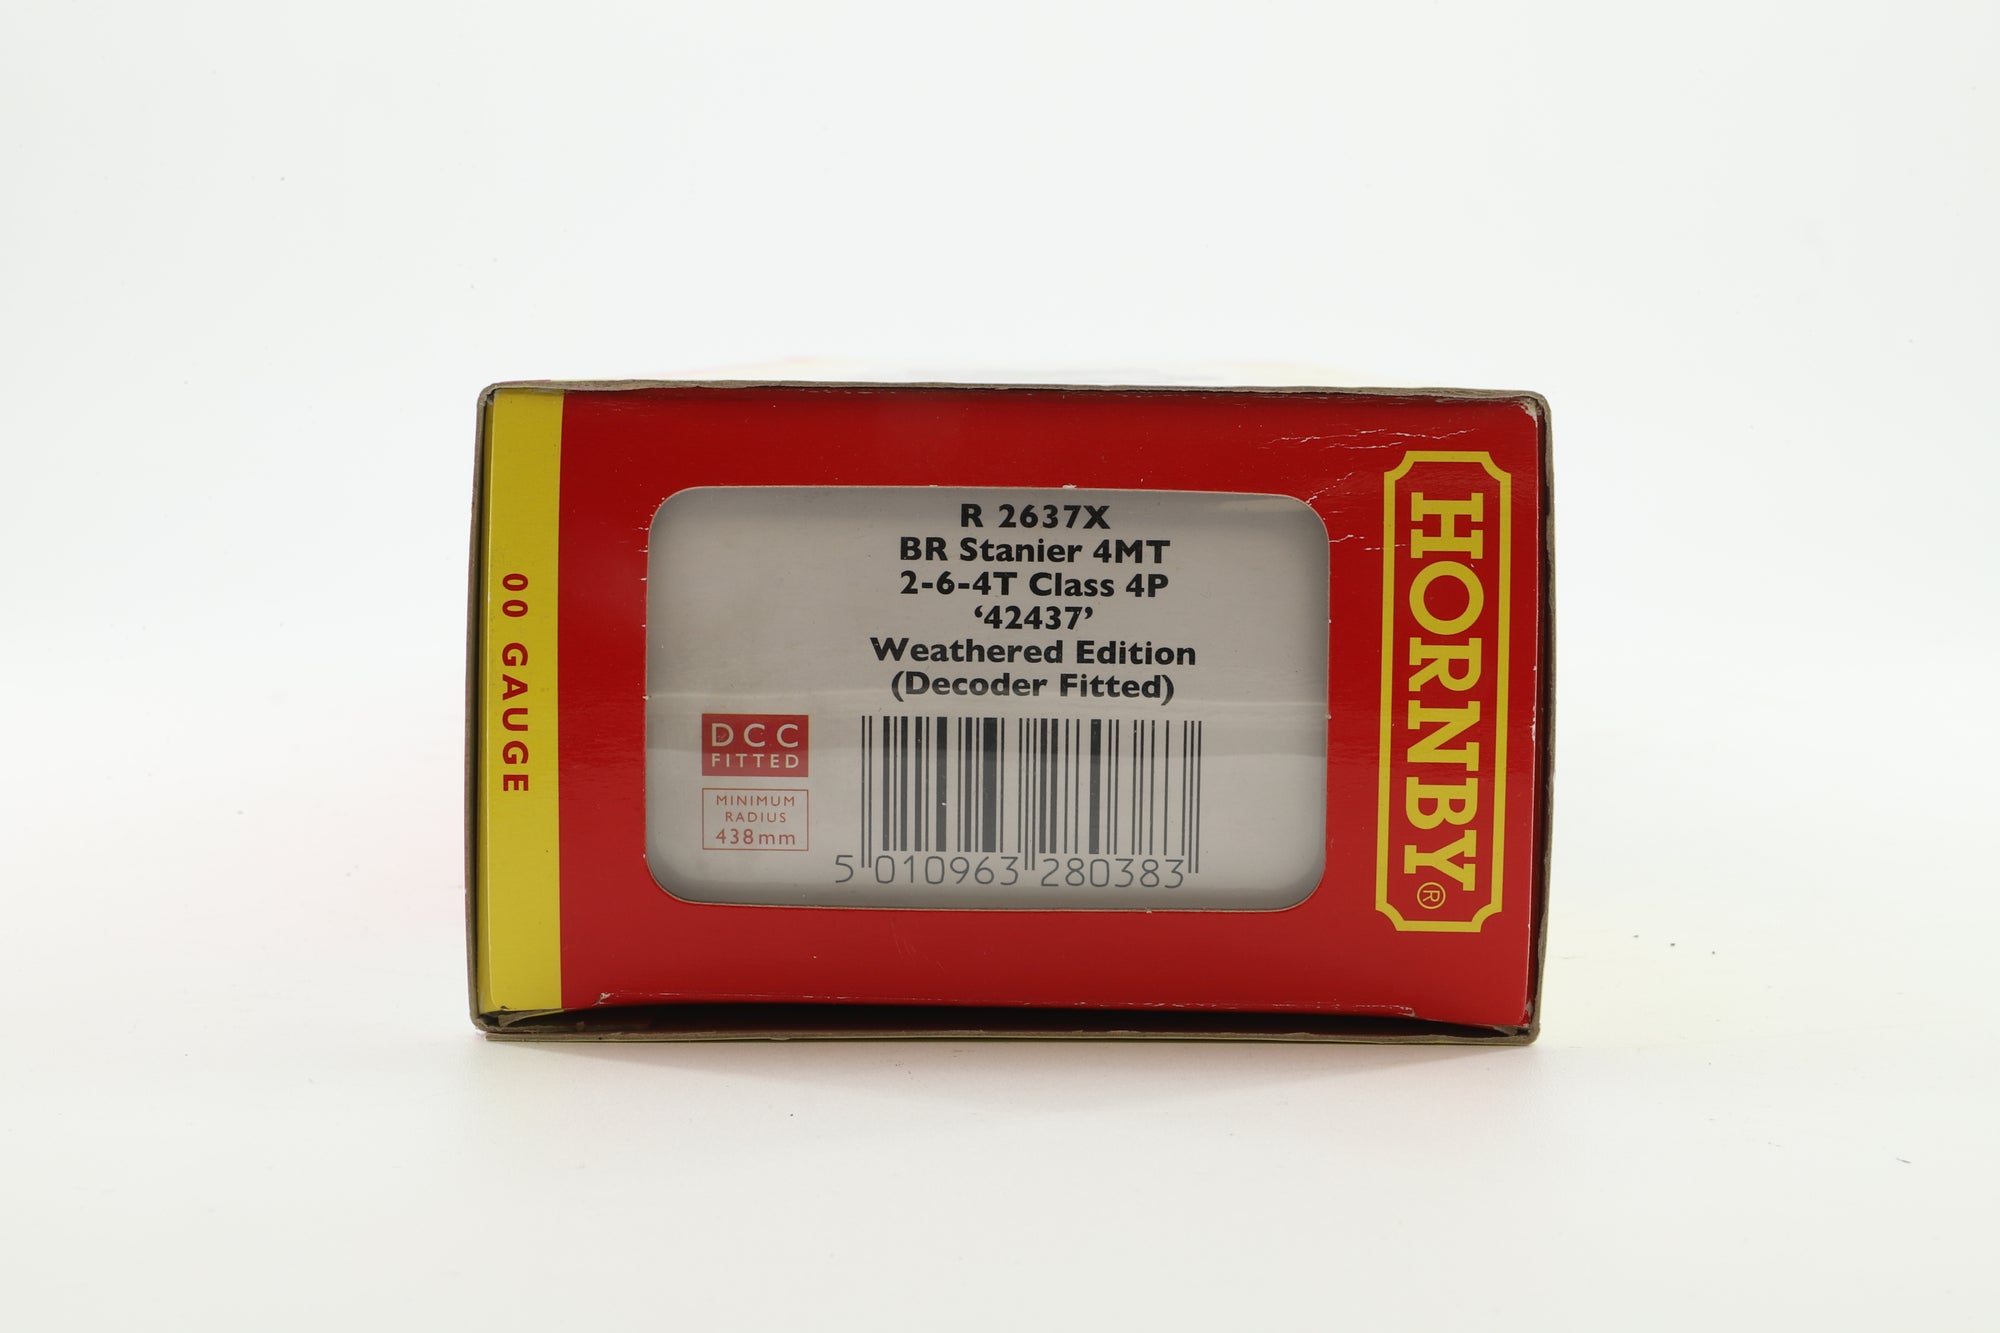 00 GAUGE
R 2637X
BR Stanier 4MT
2-6-4T Class 4P
‘42437’
Weathered Edition
(Decoder Fitted)
DCC
FITTED
MINIMUM
RADIUS
438mm
5 010963 280383
HORNBY®